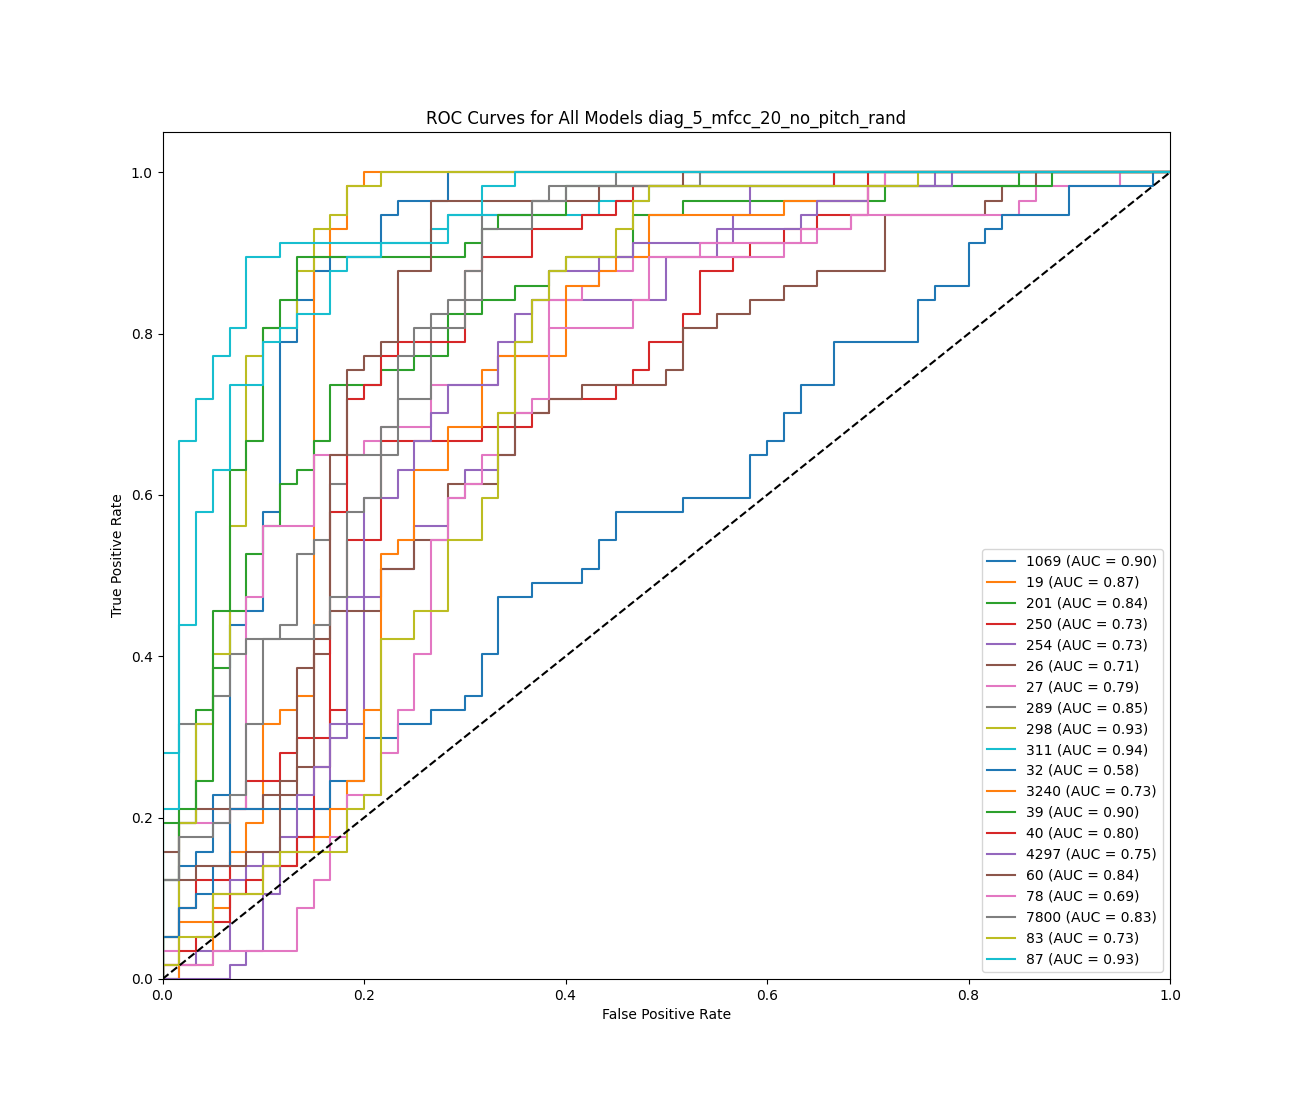 ROC Curves for All Models diag_5_mfcc_20_no_pitch_rand
True Positive Rate
1.0
0.8
0.6
0.4
0.2
0.0
0.0 0.2 0.4 0.6 0.8 1.0
False Positive Rate
1069 (AUC = 0.90)
19 (AUC = 0.87)
201 (AUC = 0.84)
250 (AUC = 0.73)
254 (AUC = 0.73)
26 (AUC = 0.71)
27 (AUC = 0.79)
289 (AUC = 0.85)
298 (AUC = 0.93)
311 (AUC = 0.94)
32 (AUC = 0.58)
3240 (AUC = 0.73)
39 (AUC = 0.90)
40 (AUC = 0.80)
4297 (AUC = 0.75)
60 (AUC = 0.84)
78 (AUC = 0.69)
7800 (AUC = 0.83)
83 (AUC = 0.73)
87 (AUC = 0.93)